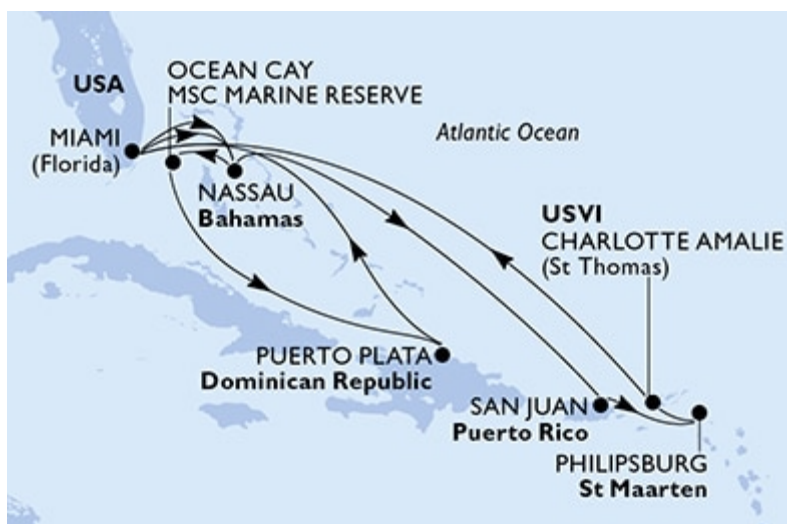 USA
OCEAN CAY
MSC MARINE RESERVE
MIAMI
(Florida)
Atlantic Ocean
NASSAU
Bahamas
USVI
CHARLOTTE AMALIE
(St Thomas)
PUERTO PLATA
Dominican Republic
SAN JUAN
Puerto Rico
PHILIPSBURG
St Maarten